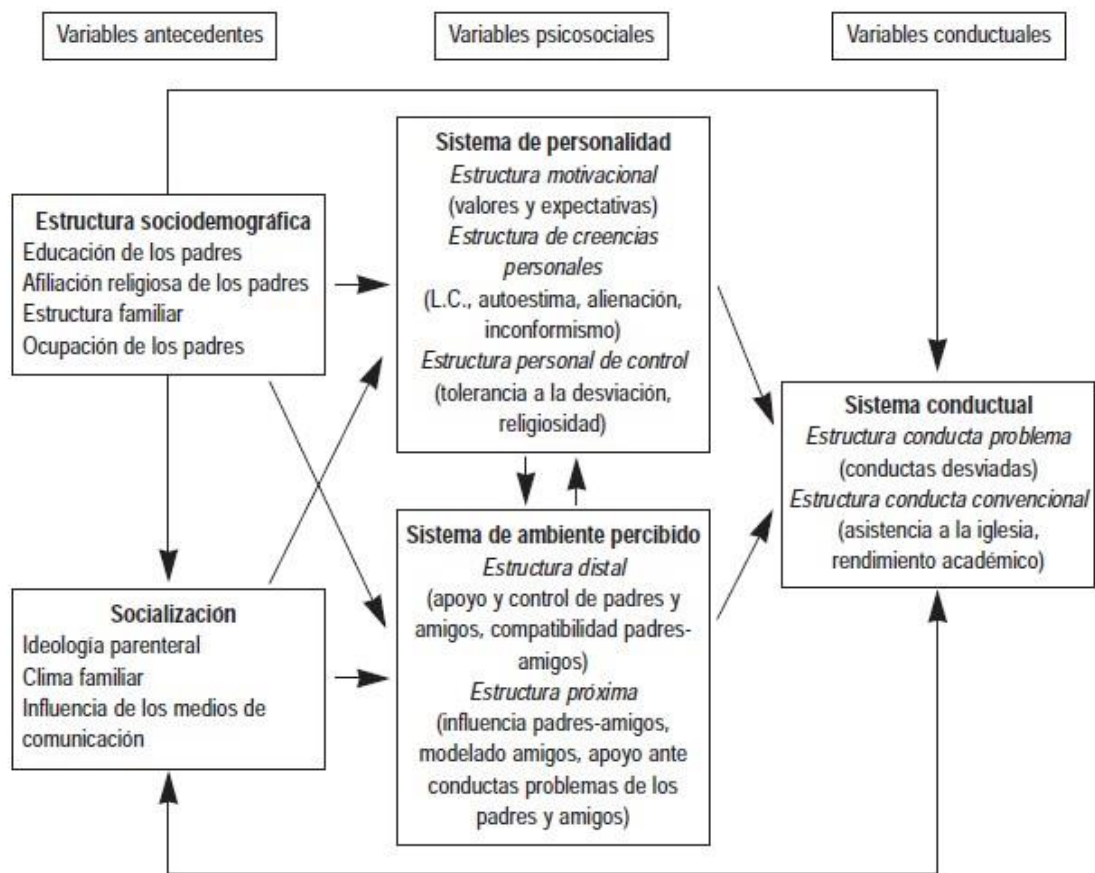 Variables antecedentes
Variables psicosociales
Variables conductuales
Estructura sociodemográfica
Educación de los padres
Afiliación religiosa de los padres
Estructura familiar
Ocupación de los padres
Socialización
Ideología parenteral
Clima familiar
Influencia de los medios de
comunicación
Sistema de personalidad
Estructura motivacional
(valores y expectativas)
Estructura de creencias
personales
(L.C., autoestima, alienación,
inconformismo)
Estructura personal de control
(tolerancia a la desviación,
religiosidad)
Sistema de ambiente percibido
Estructura distal
(apoyo y control de padres y
amigos, compatibilidad padres-
amigos)
Estructura próxima
(influencia padres-amigos,
modelado amigos, apoyo ante
conductas problemas de los
padres y amigos)
Sistema conductual
Estructura conducta problema
(conductas desviadas)
Estructura conducta convencional
(asistencia a la iglesia,
rendimiento académico)